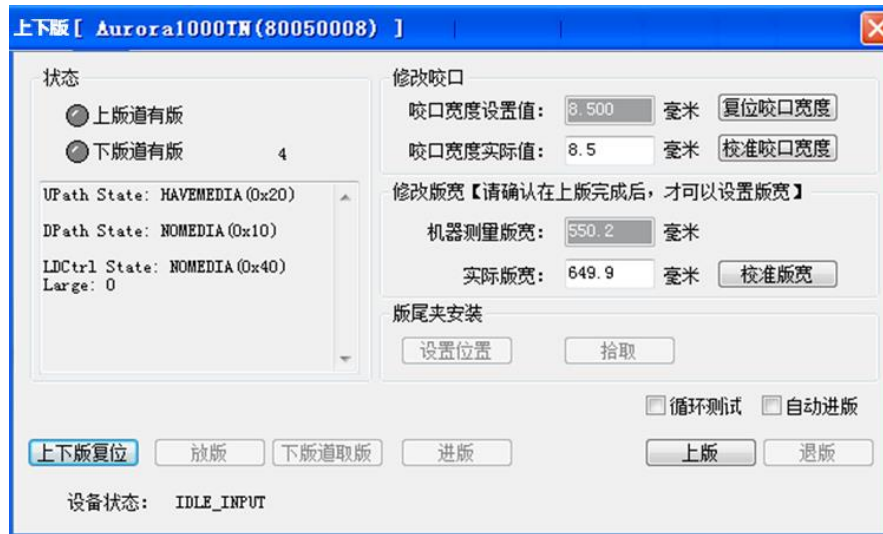 上下版[ Aurora1000TN(80050008) ]
状态
上版道有版
下版道有版 4
UPath State: HAVEMEDIA(0x20)
DPath State: NOMEDIA(0x10)
LDCtrl State: NOMEDIA(0x40)
Large: 0
修改咬口
咬口宽度设置值: 8.500 毫米 复位咬口宽度
咬口宽度实际值: 8.5 毫米 校准咬口宽度
修改版宽【请确认在上版完成后，才可以设置版宽】
机器测量版宽: 550.2 毫米
实际版宽: 649.9 毫米 校准版宽
版尾夹安装
设置位置 拾取
循环测试 自动进版
上下版复位 放版 下版道取版 进版 上版 退版
设备状态: IDLE_INPUT